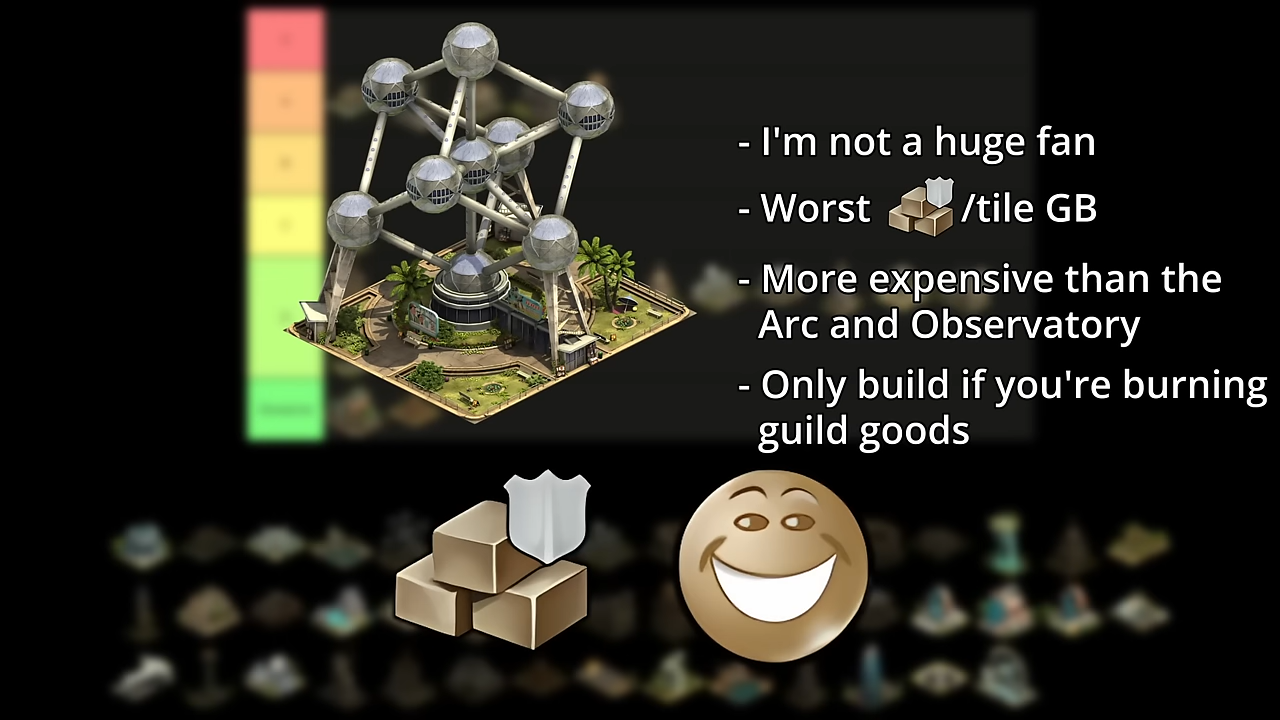 - I'm not a huge fan
- Worst /tile GB
- More expensive than the
Arc and Observatory
- Only build if you're burning
guild goods